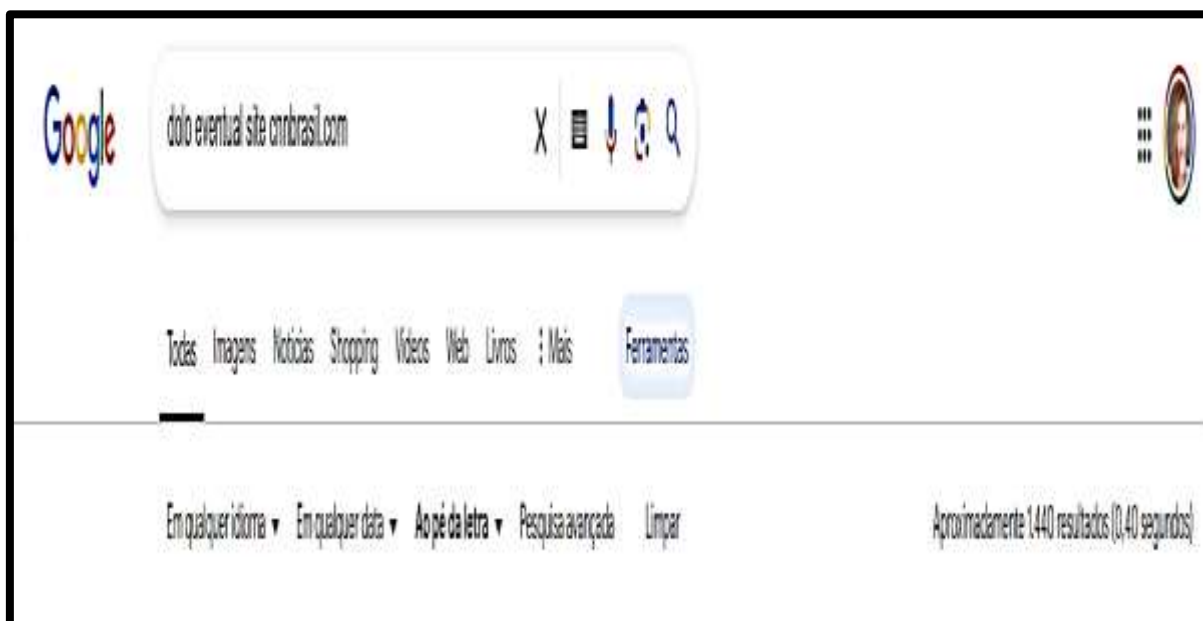 Google
dolo eventual site cnnbrasil.com
Todas Imagens Notícias Shopping Vídeos Web Livros ⋮ Mais Ferramentas
Em qualquer idioma ▾ Em qualquer data ▾ Ao pé da letra ▾ Pesquisa avançada Limpar Aproximadamente 1.440 resultados (0,40 segundos)